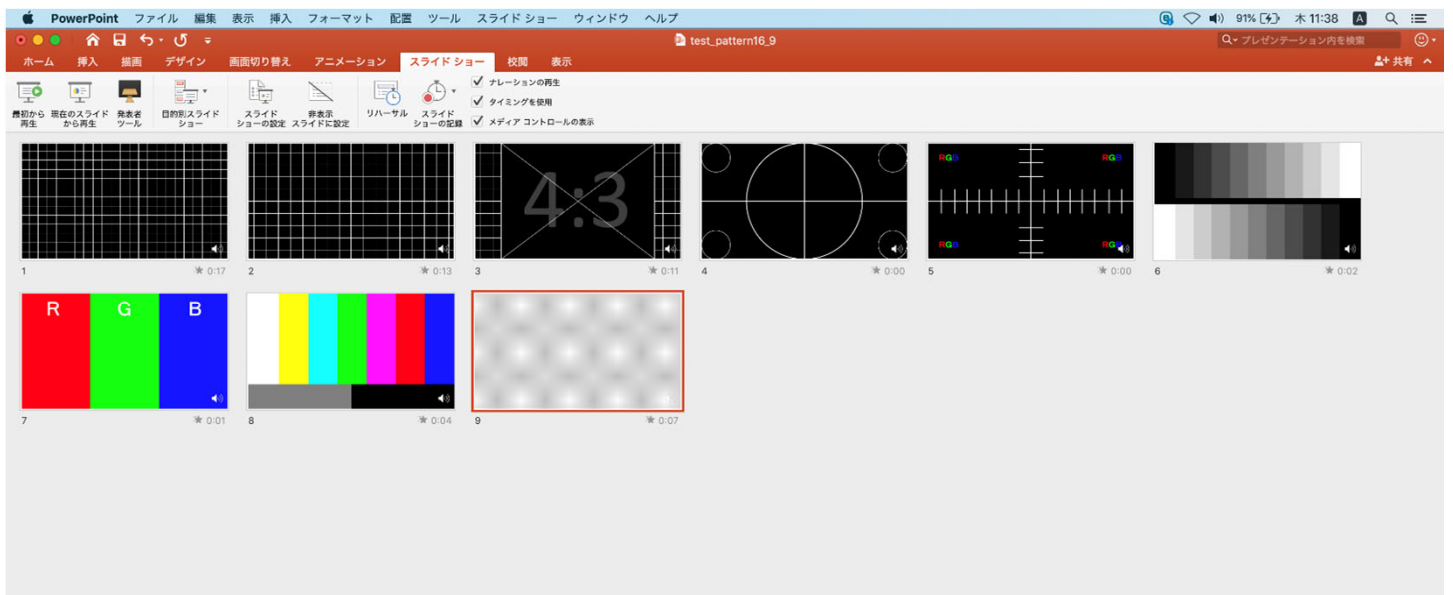 PowerPoint ファイル 編集 表示 挿入 フォーマット 配置 ツール スライド ショー ウィンドウ ヘルプ 91% 木 11:38 A
test_pattern16_9 プレゼンテーション内を検索
ホーム 挿入 描画 デザイン 画面切り替え アニメーション スライド ショー 校閲 表示 共有
最初から
再生
現在のスライド
から再生
発表者
ツール
目的別スライド
ショー
スライド
ショーの設定
非表示
スライドに設定
リハーサル
スライド
ショーの記録
ナレーションの再生
タイミングを使用
メディア コントロールの表示
4:3
RGB RGB
RGB RGB
1 0:17 2 0:13 3 0:11 4 0:00 5 0:00 6 0:02
R G B
7 0:01 8 0:04 9 0:07